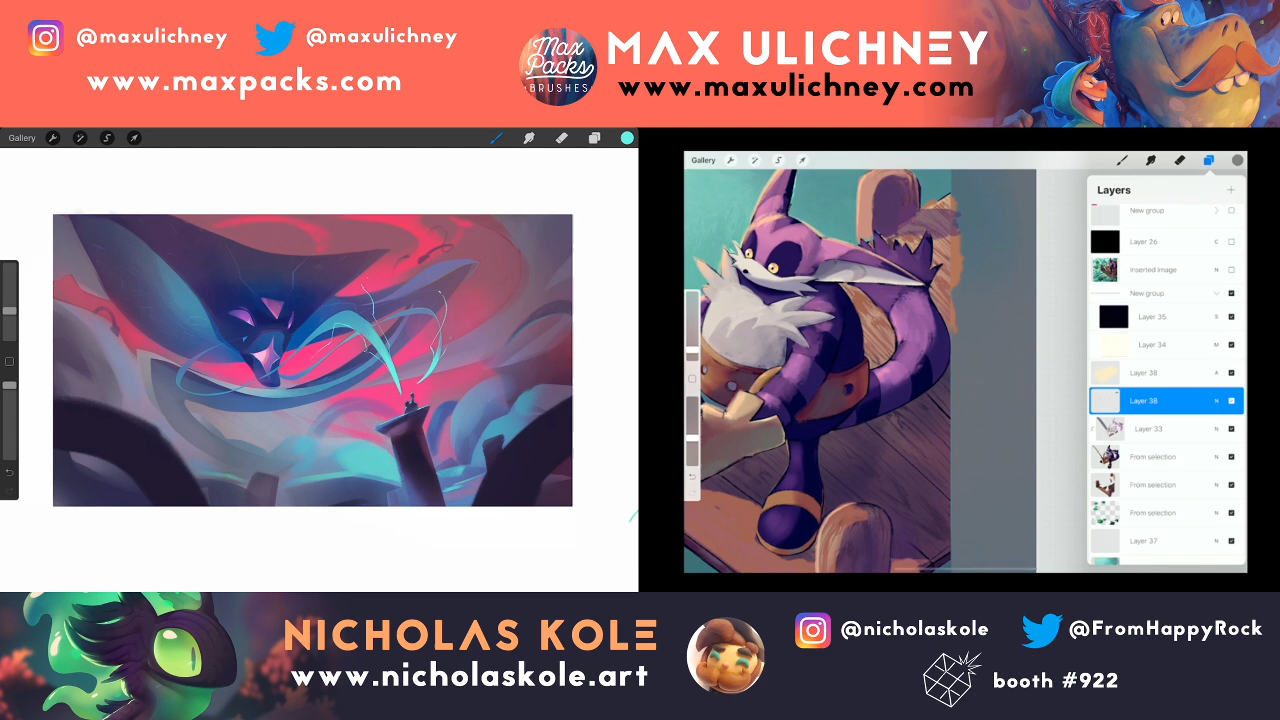 @maxulichney
@maxulichney
www.maxpacks.com
Max
Packs
BRUSHES
MAX ULICHNEY
www.maxulichney.com
Gallery
Gallery
Layers
New group
Layer 26
C
Inserted Image
N
New group
Layer 35
S
Layer 34
M
Layer 38
A
Layer 38
N
Layer 33
N
From selection
N
From selection
N
From selection
N
Layer 37
N
NICHOLAS KOLE
www.nicholaskole.art
@nicholaskole
@FromHappyRock
booth #922